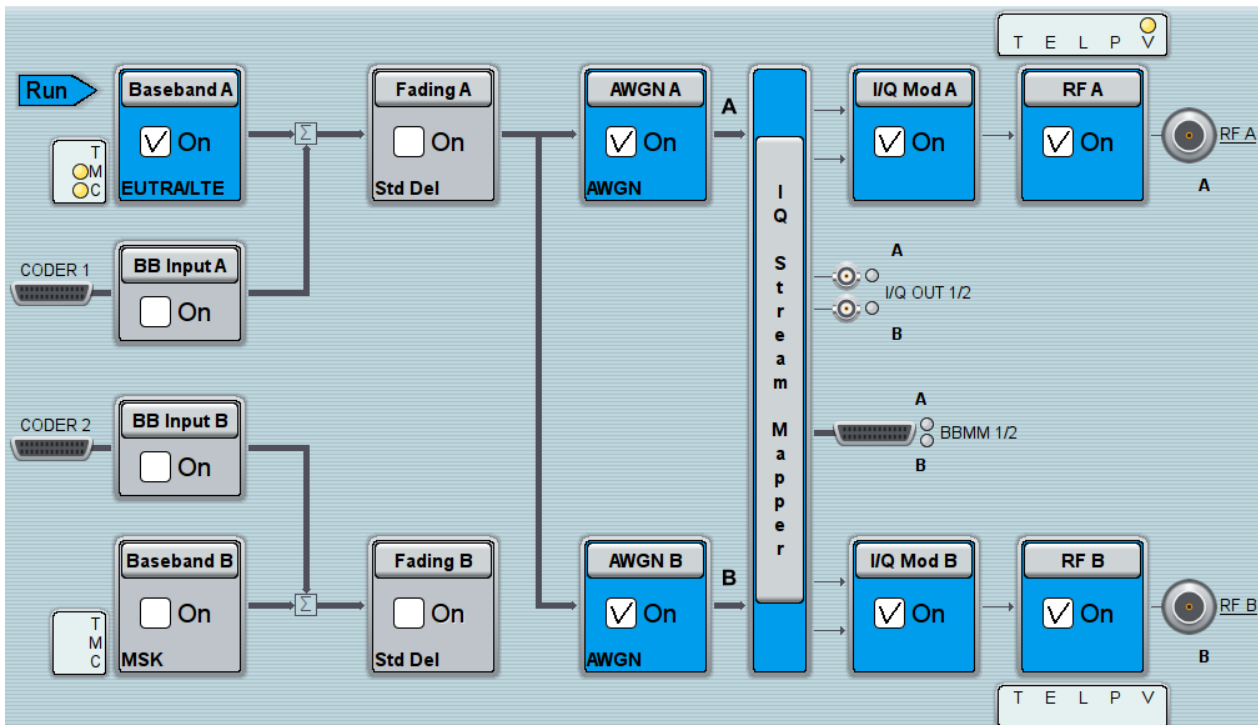 T E L P V
Run
Baseband A
On
EUTRA/LTE
T
M
C
Fading A
On
Std Del
AWGN A
On
AWGN
A
I/Q Mod A
On
RF A
On
RF A
A
I
Q
S
t
r
e
a
m
M
a
p
p
e
r
CODER 1
BB Input A
On
A
I/Q OUT 1/2
B
CODER 2
BB Input B
On
A
BBMM 1/2
B
Baseband B
On
MSK
T
M
C
Fading B
On
Std Del
AWGN B
On
AWGN
B
I/Q Mod B
On
RF B
On
RF B
B
T E L P V
Σ
Σ